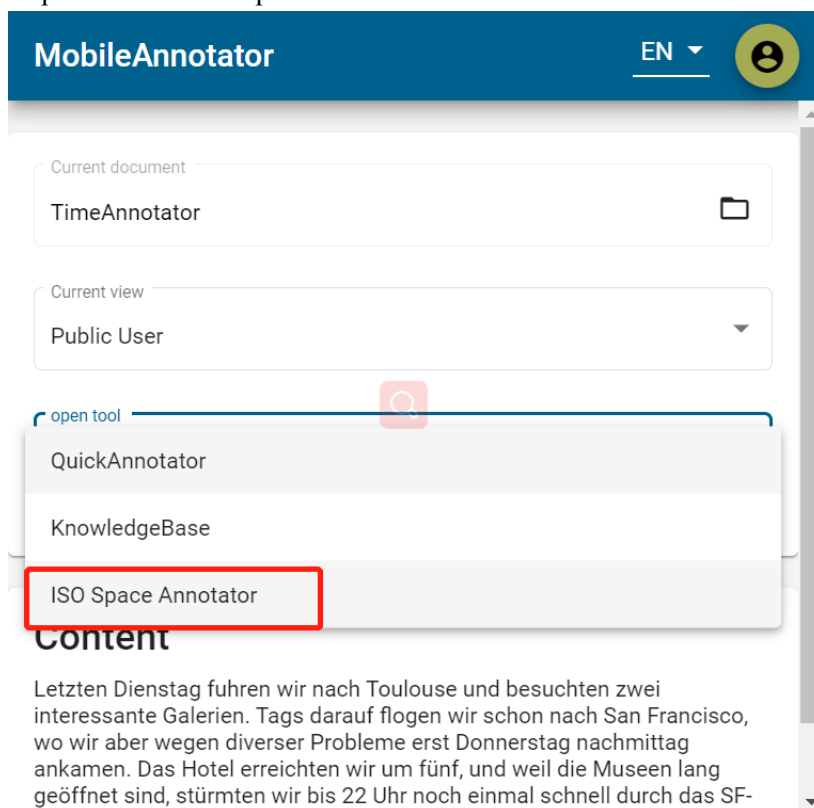 MobileAnnotator
EN
Current document
TimeAnnotator
Current view
Public User
open tool
QuickAnnotator
KnowledgeBase
ISO Space Annotator
Content
Letzten Dienstag fuhren wir nach Toulouse und besuchten zwei
interessante Galerien. Tags darauf flogen wir schon nach San Francisco,
wo wir aber wegen diverser Probleme erst Donnerstag nachmittag
ankamen. Das Hotel erreichten wir um fünf, und weil die Museen lang
geöffnet sind, stürmten wir bis 22 Uhr noch einmal schnell durch das SF-